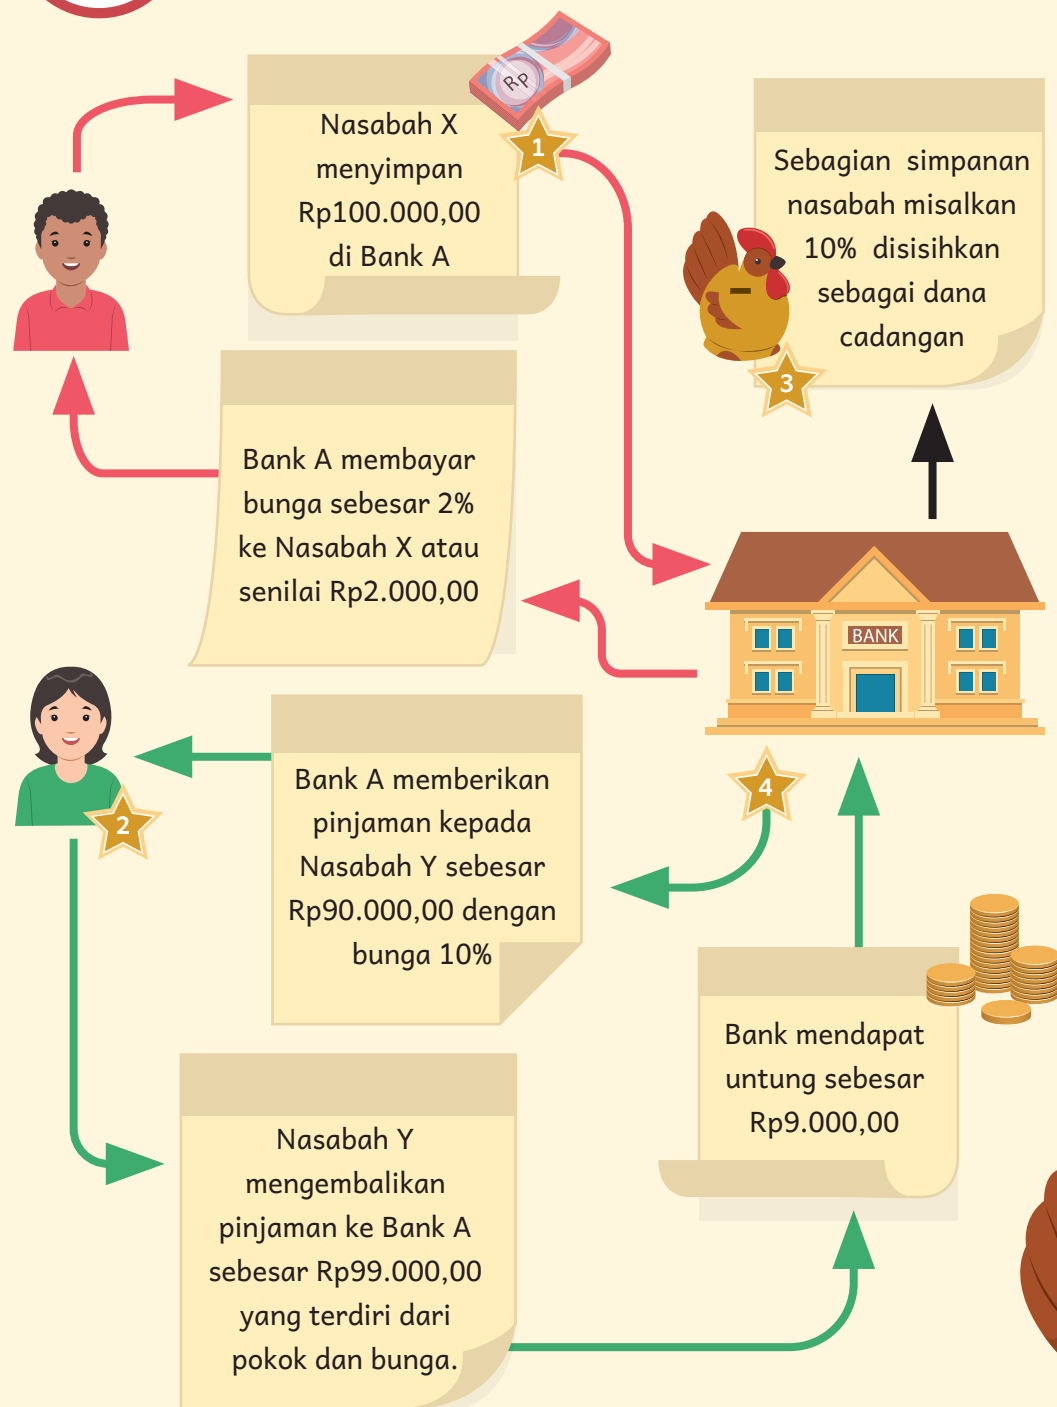 Rp
Nasabah X
menyimpan
Rp100.000,00
di Bank A
1
Sebagian simpanan
nasabah misalkan
10% disisihkan
sebagai dana
cadangan
3
Bank A membayar
bunga sebesar 2%
ke Nasabah X atau
senilai Rp2.000,00
BANK
2
Bank A memberikan
pinjaman kepada
Nasabah Y sebesar
Rp90.000,00 dengan
bunga 10%
4
Bank mendapat
untung sebesar
Rp9.000,00
Nasabah Y
mengembalikan
pinjaman ke Bank A
sebesar Rp99.000,00
yang terdiri dari
pokok dan bunga.